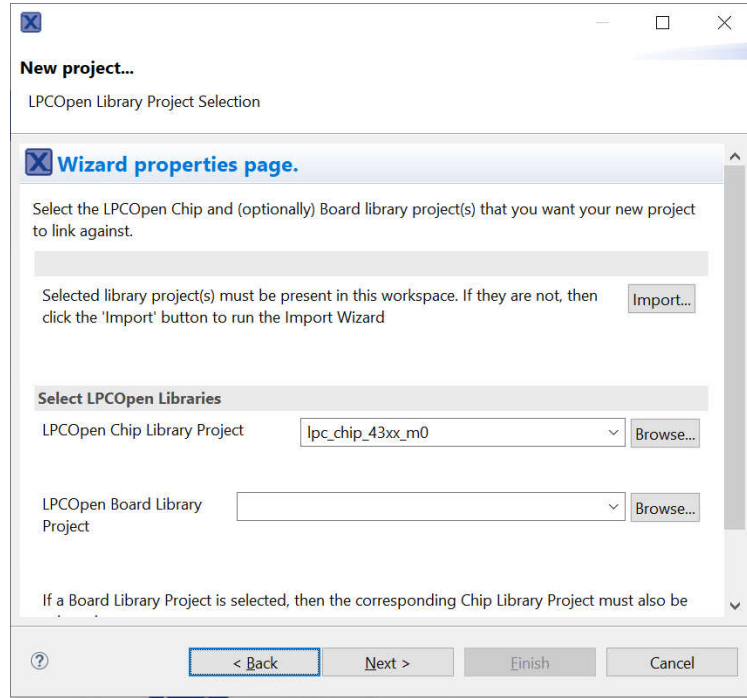 New project...
LPCOpen Library Project Selection
Wizard properties page.
Select the LPCOpen Chip and (optionally) Board library project(s) that you want your new project
to link against.
Selected library project(s) must be present in this workspace. If they are not, then
click the 'Import' button to run the Import Wizard
Import...
Select LPCOpen Libraries
LPCOpen Chip Library Project
lpc_chip_43xx_m0
Browse...
LPCOpen Board Library
Project
Browse...
If a Board Library Project is selected, then the corresponding Chip Library Project must also be
< Back
Next >
Finish
Cancel